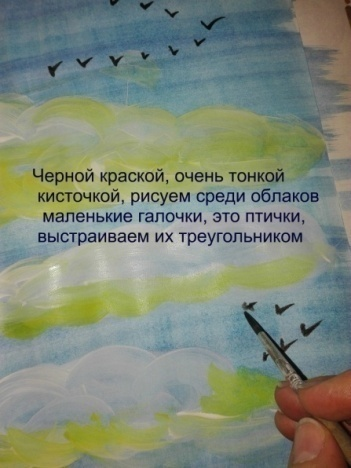 Черной краской, очень тонкой
кисточкой, рисуем среди облаков
маленькие галочки, это птички,
выстраиваем их треугольником